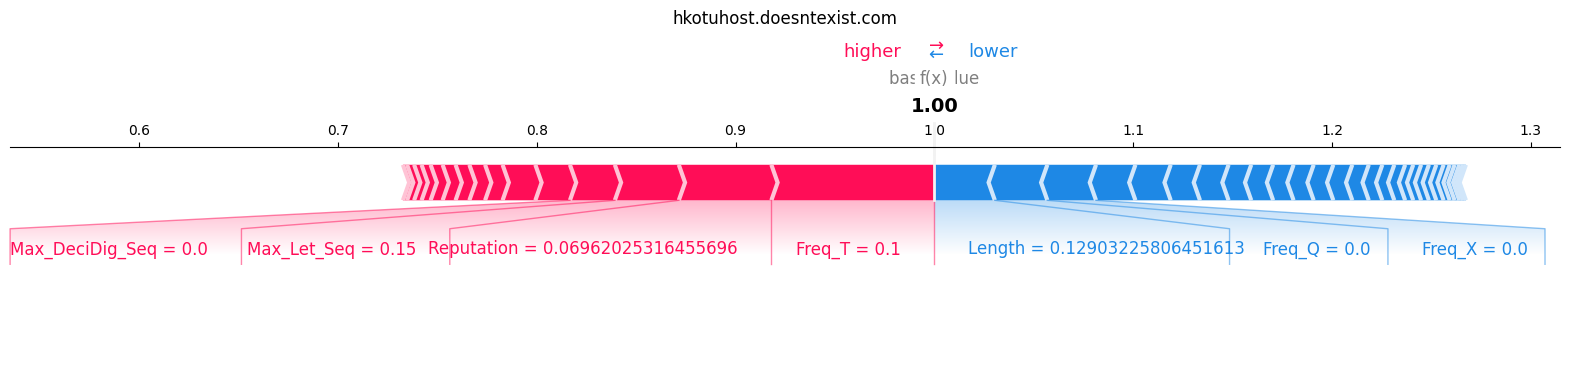 hkotuhost.doesntexist.com
higher ⇄ lower
f(x)
1.00
0.6 0.7 0.8 0.9 1.1 1.2 1.3
Max_DeciDig_Seq = 0.0 Max_Let_Seq = 0.15 Reputation = 0.06962025316455696 Freq_T = 0.1 Length = 0.12903225806451613 Freq_Q = 0.0 Freq_X = 0.0